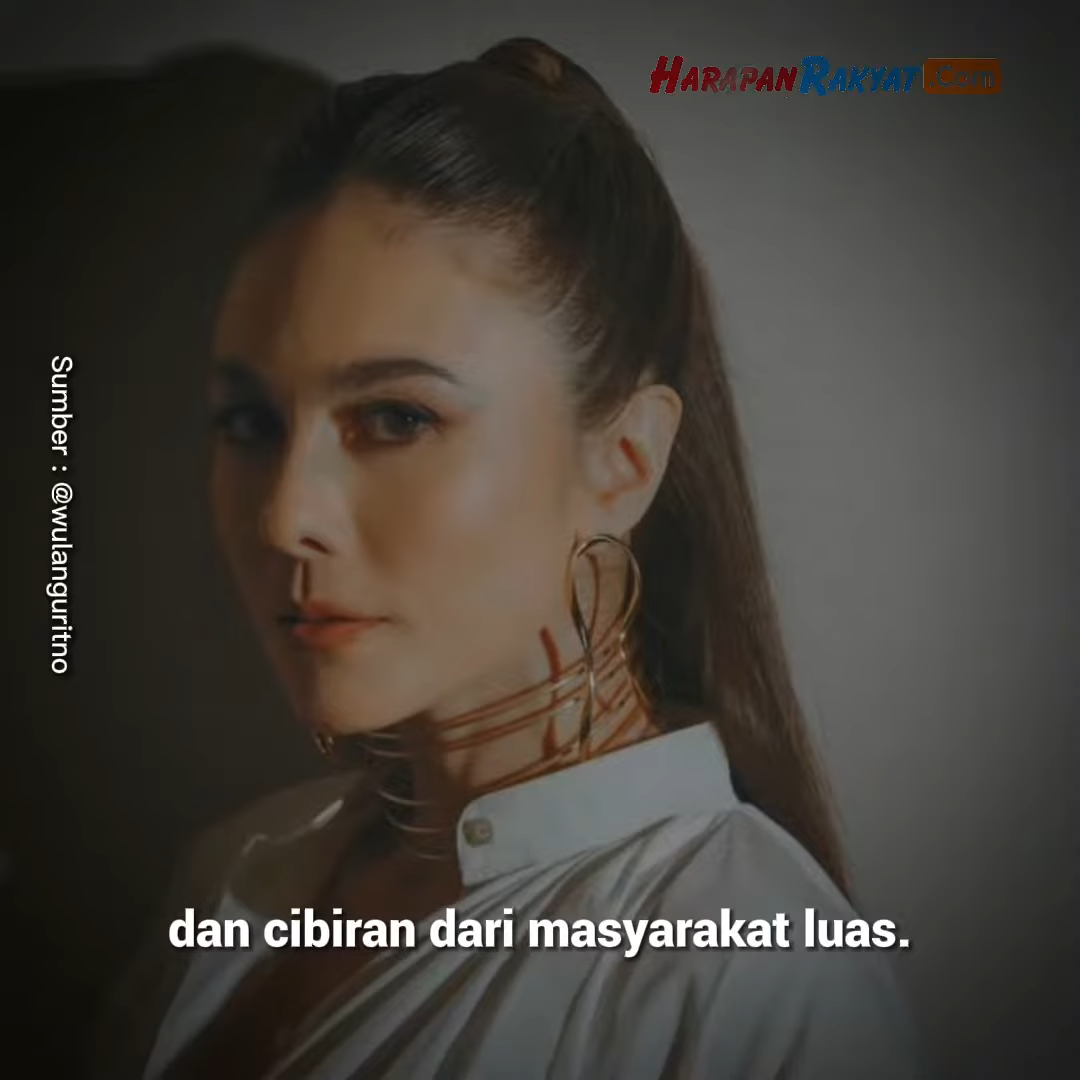 HARAPANRAKYAT.Com
Sumber : @wulanguritno
dan cibiran dari masyarakat luas.